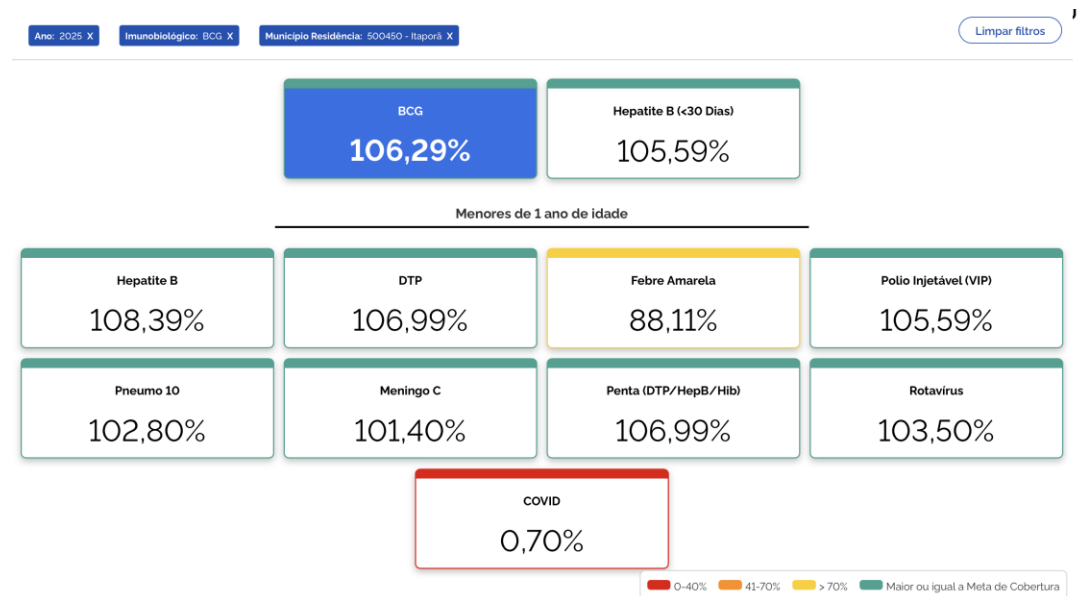 Ano: 2025 X Imunobiológico: BCG X Município Residência: 500450 - Itaporã X Limpar filtros
BCG Hepatite B (<30 Dias)
106,29% 105,59%
Menores de 1 ano de idade
Hepatite B DTP Febre Amarela Polio Injetável (VIP)
108,39% 106,99% 88,11% 105,59%
Pneumo 10 Meningo C Penta (DTP/HepB/Hib) Rotavírus
102,80% 101,40% 106,99% 103,50%
COVID
0,70%
0-40% 41-70% > 70% Maior ou igual a Meta de Cobertura